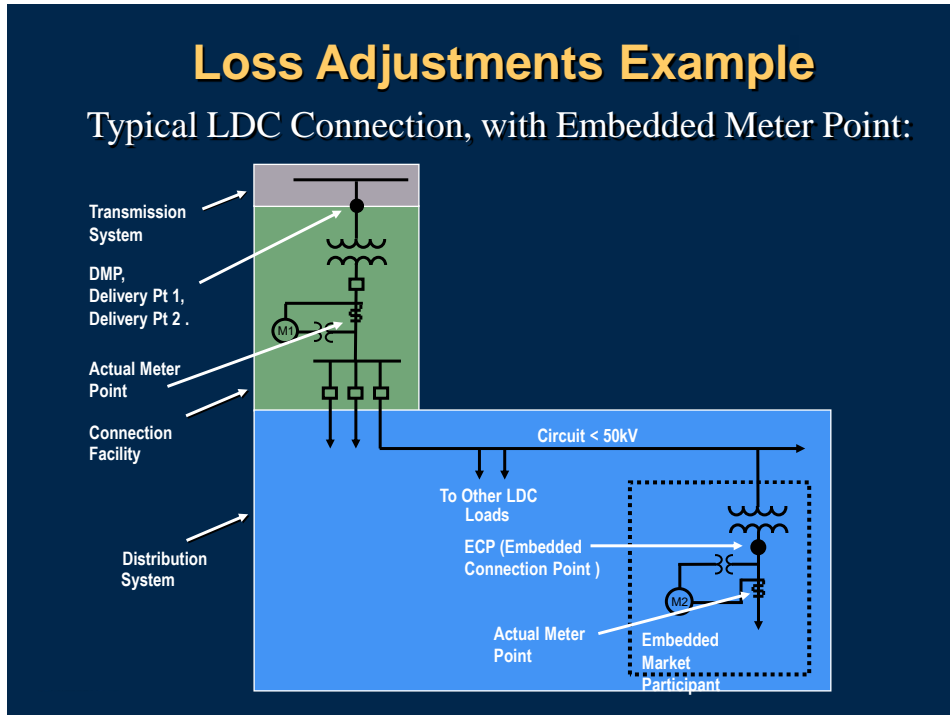 Loss Adjustments Example
Typical LDC Connection, with Embedded Meter Point:
Transmission
System
DMP,
Delivery Pt 1,
Delivery Pt 2 .
M1
Actual Meter
Point
Connection
Facility
Circuit < 50kV
To Other LDC
Loads
ECP (Embedded
Connection Point )
Distribution
System
M2
Actual Meter
Point
Embedded
Market
Participant